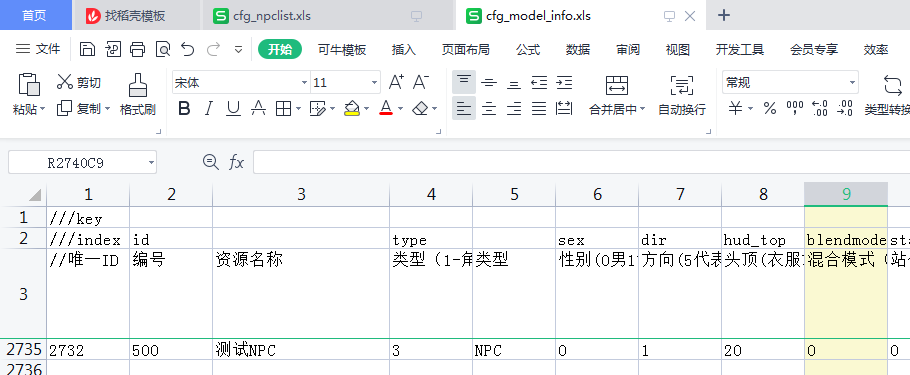 首页 找稻壳模板 cfg_npclist.xls cfg_model_info.xls
文件 开始 可牛模板 插入 页面布局 公式 数据 审阅 视图 开发工具 会员专享 效率
粘贴 剪切 复制 格式刷 宋体 11 A+ A- B I U A 合并居中 自动换行 常规 ¥ % 类型转换
R2740C9 fx
1 2 3 4 5 6 7 8 9
1 ///key
2 ///index id type sex dir hud_top blendmode sta
3 //唯一ID 编号 资源名称 类型（1-角 类型 性别(0男1 方向(5代表 头顶(衣服 混合模式（ 站
2735 2732 500 测试NPC 3 NPC 0 1 20 0 0
2736